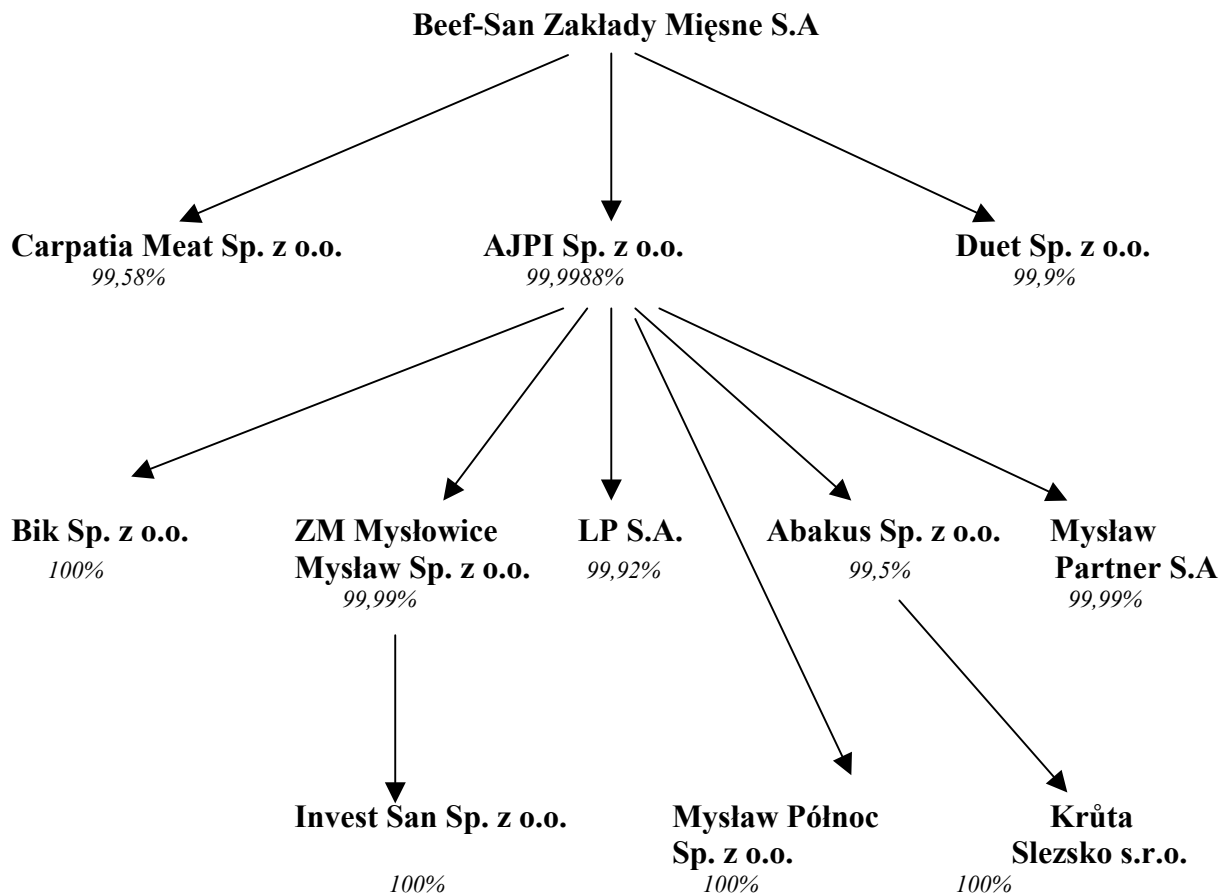 Beef-San Zakłady Mięsne S.A
Carpatia Meat Sp. z o.o.
99,58%
AJPI Sp. z o.o.
99,9988%
Duet Sp. z o.o.
99,9%
Bik Sp. z o.o.
100%
ZM Mysłowice
Mysław Sp. z o.o.
99,99%
LP S.A.
99,92%
Abakus Sp. z o.o.
99,5%
Mysław
Partner S.A
99,99%
Invest San Sp. z o.o.
100%
Mysław Północ
Sp. z o.o.
100%
Krůta
Slezsko s.r.o.
100%